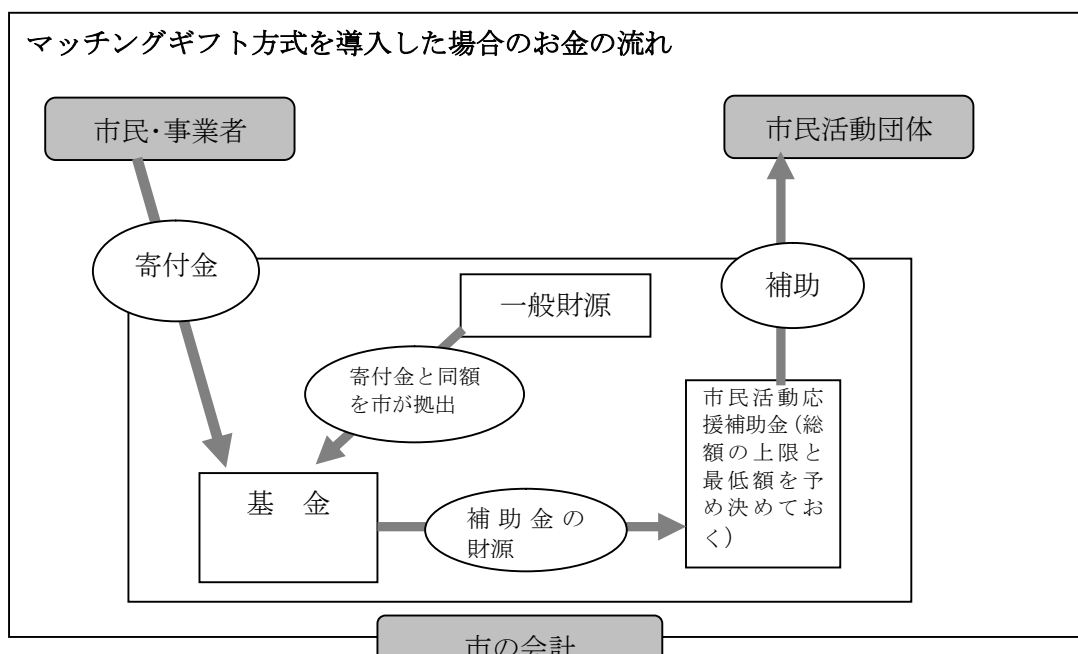 マッチングギフト方式を導入した場合のお金の流れ
市民・事業者
市民活動団体
寄付金
補助
一般財源
寄付金と同額
を市が拠出
市民活動応
援補助金(総
額の上限と
最低額を予
め決めてお
く)
基　金
補助金の
財源
市の会計